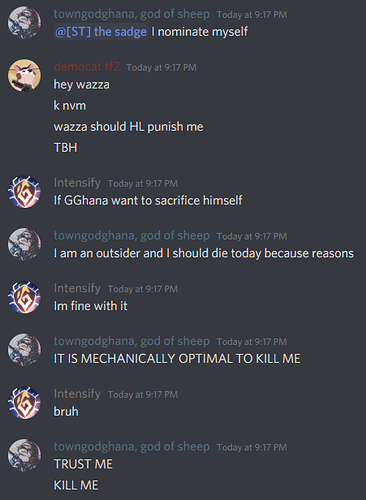 towngodghana, god of sheep Today at 9:17 PM
@[ST] the sadge I nominate myself
democat tf2 Today at 9:17 PM
hey wazza
k nvm
wazza should HL punish me
TBH
Intensify Today at 9:17 PM
If GGhana want to sacrifice himself
towngodghana, god of sheep Today at 9:17 PM
I am an outsider and I should die today because reasons
Intensify Today at 9:17 PM
Im fine with it
towngodghana, god of sheep Today at 9:17 PM
IT IS MECHANICALLY OPTIMAL TO KILL ME
Intensify Today at 9:17 PM
bruh
towngodghana, god of sheep Today at 9:17 PM
TRUST ME
KILL ME